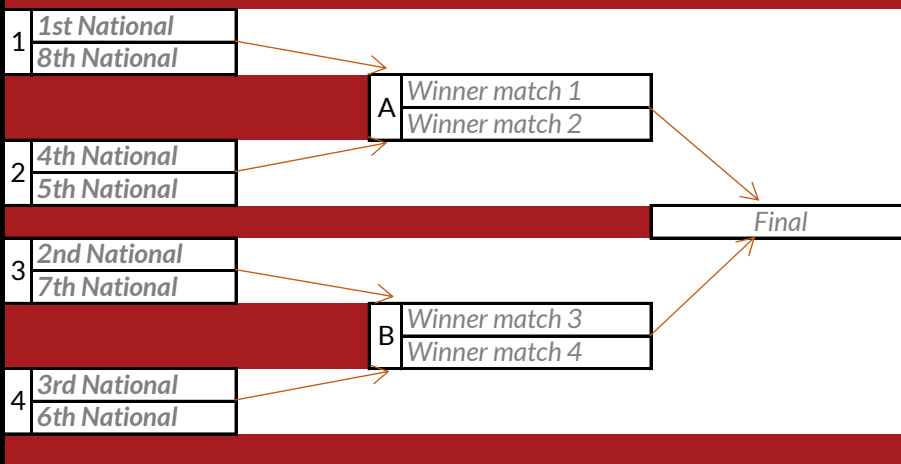 1
1st National
8th National
A
Winner match 1
Winner match 2
2
4th National
5th National
Final
3
2nd National
7th National
B
Winner match 3
Winner match 4
4
3rd National
6th National